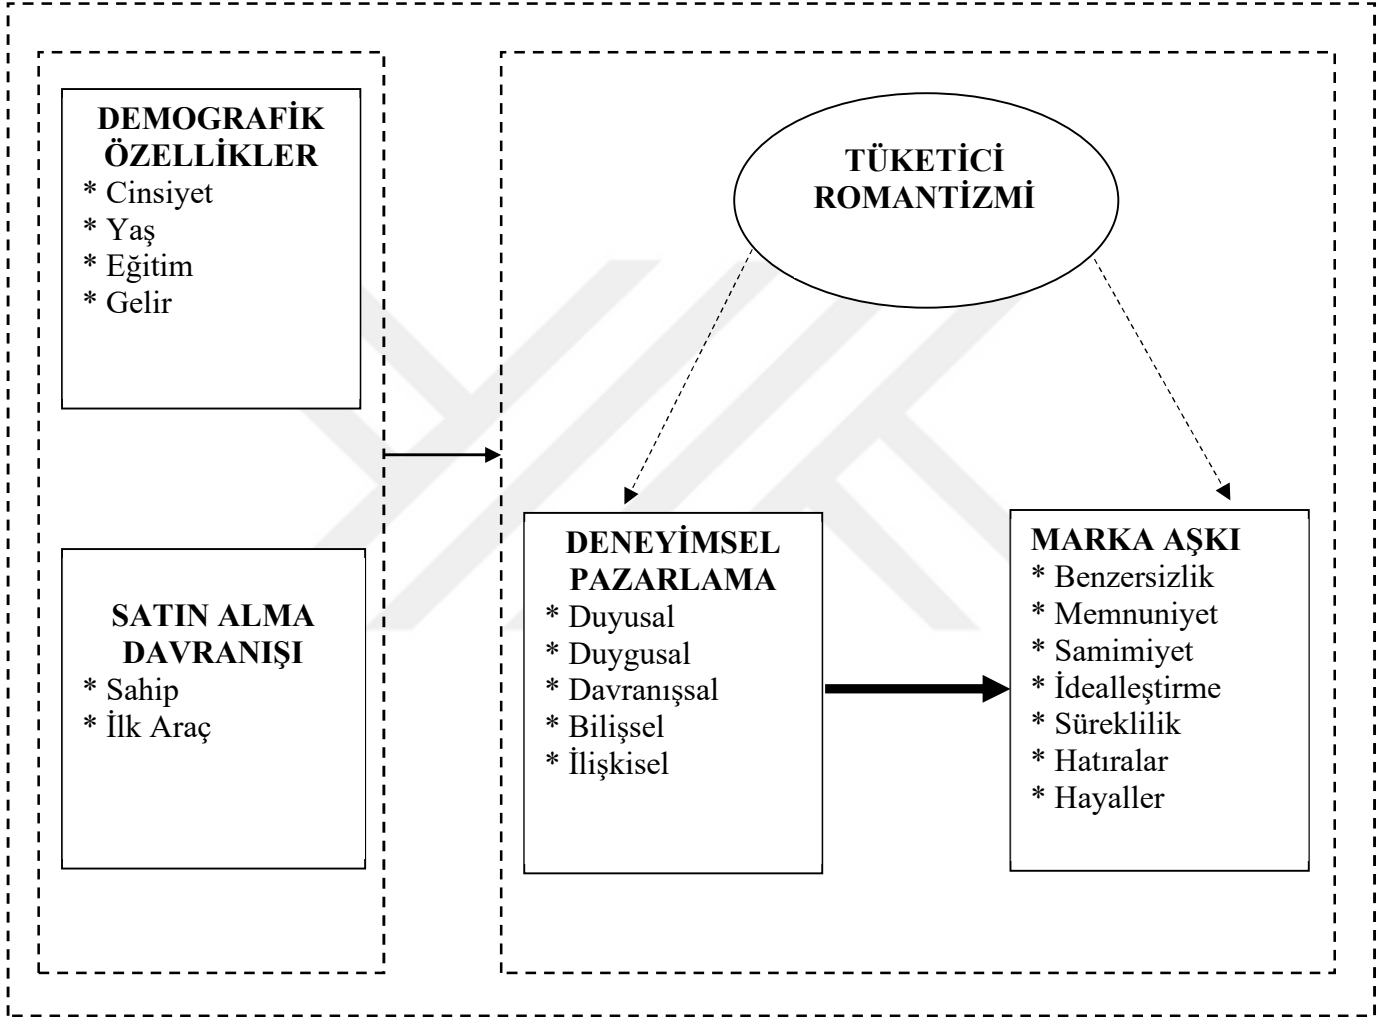 DEMOGRAFİK
ÖZELLİKLER
* Cinsiyet
* Yaş
* Eğitim
* Gelir
SATIN ALMA
DAVRANIŞI
* Sahip
* İlk Araç
TÜKETİCİ
ROMANTİZMİ
DENEYİMSEL
PAZARLAMA
* Duyusal
* Duygusal
* Davranışsal
* Bilişsel
* İlişkisel
MARKA AŞKI
* Benzersizlik
* Memnuniyet
* Samimiyet
* İdealleştirme
* Süreklilik
* Hatıralar
* Hayaller